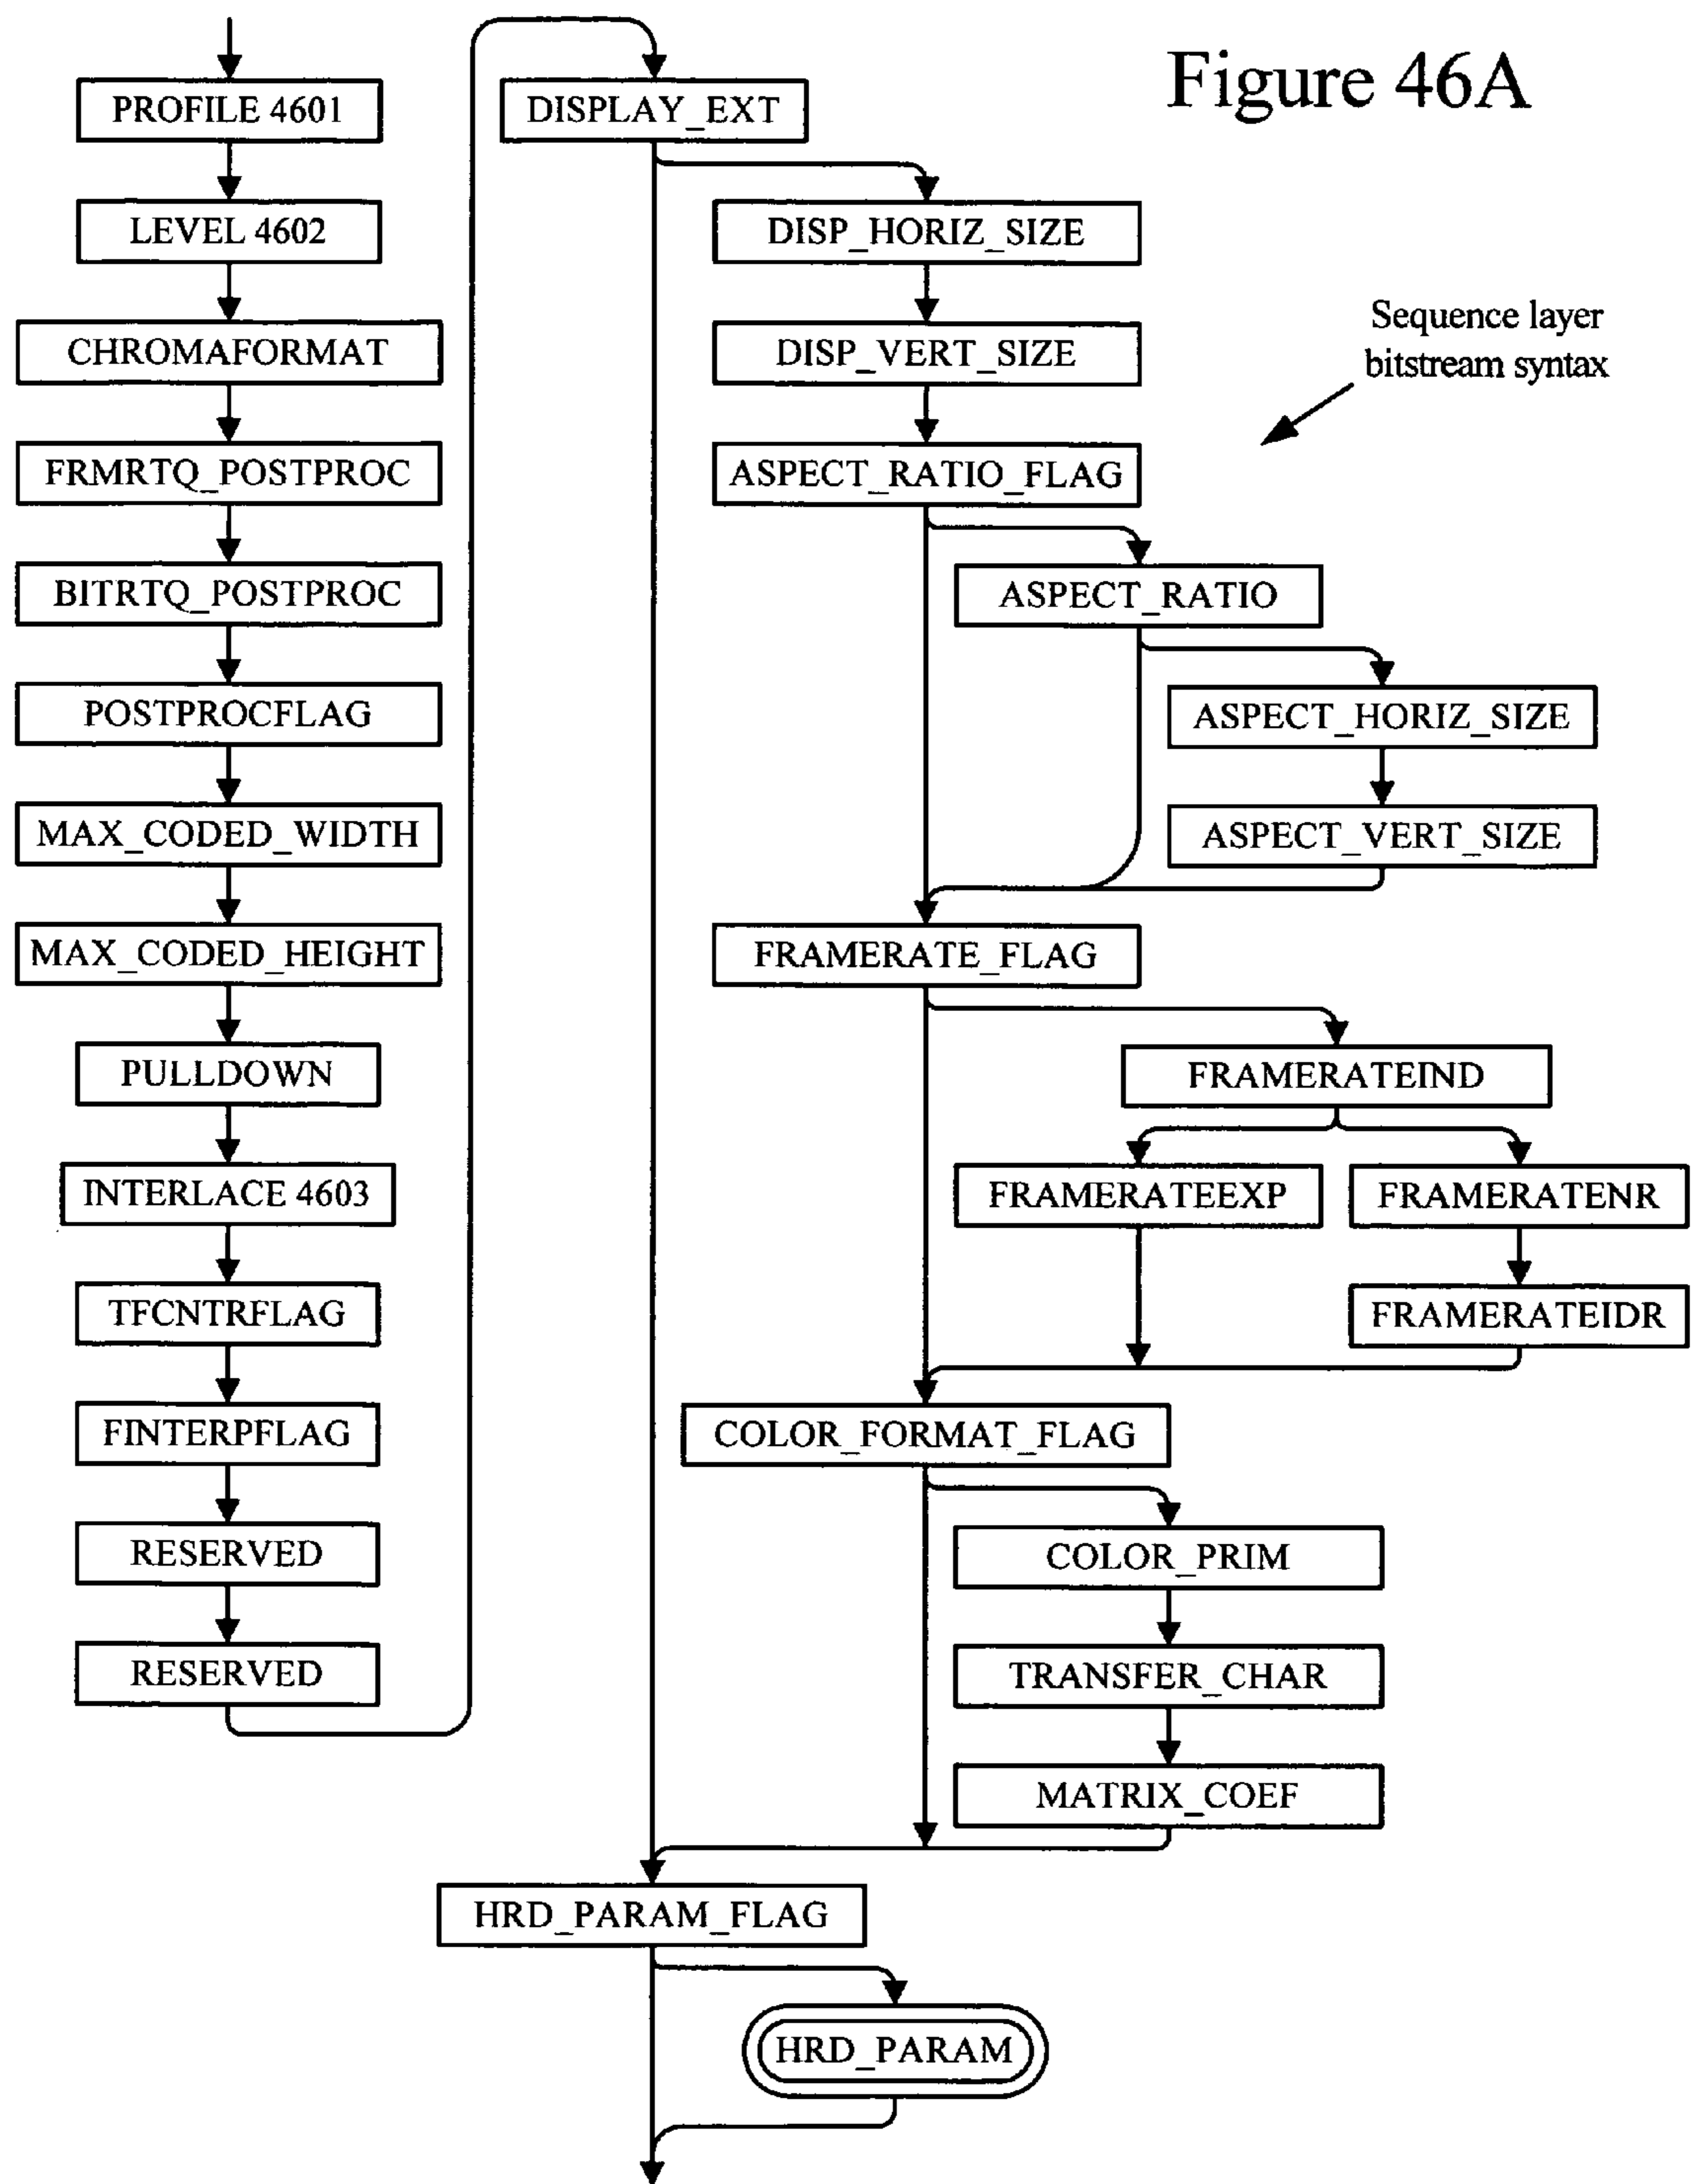 Figure 46A
PROFILE 4601
LEVEL 4602
CHROMAFORMAT
FRMRTQ_POSTPROC
BITRTQ_POSTPROC
POSTPROCFLAG
MAX_CODED_WIDTH
MAX_CODED_HEIGHT
PULLDOWN
INTERLACE 4603
TFCNTRFLAG
FINTERPFLAG
RESERVED
RESERVED
DISPLAY_EXT
DISP_HORIZ_SIZE
DISP_VERT_SIZE
ASPECT_RATIO_FLAG
Sequence layer
bitstream syntax
ASPECT_RATIO
ASPECT_HORIZ_SIZE
ASPECT_VERT_SIZE
FRAMERATE_FLAG
FRAMERATEIND
FRAMERATEEXP
FRAMERATENR
FRAMERATEIDR
COLOR_FORMAT_FLAG
COLOR_PRIM
TRANSFER_CHAR
MATRIX_COEF
HRD_PARAM_FLAG
HRD_PARAM